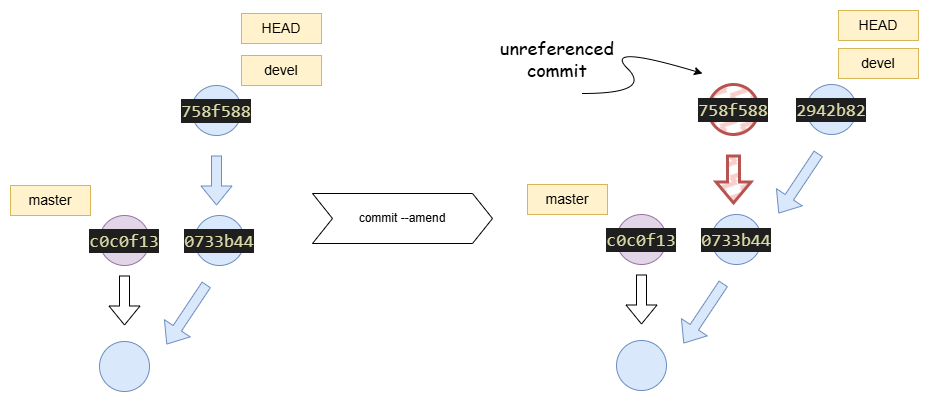 HEAD
devel
758f588
master
c0c0f13
0733b44
commit --amend
unreferenced
commit
HEAD
devel
758f588
2942b82
master
c0c0f13
0733b44